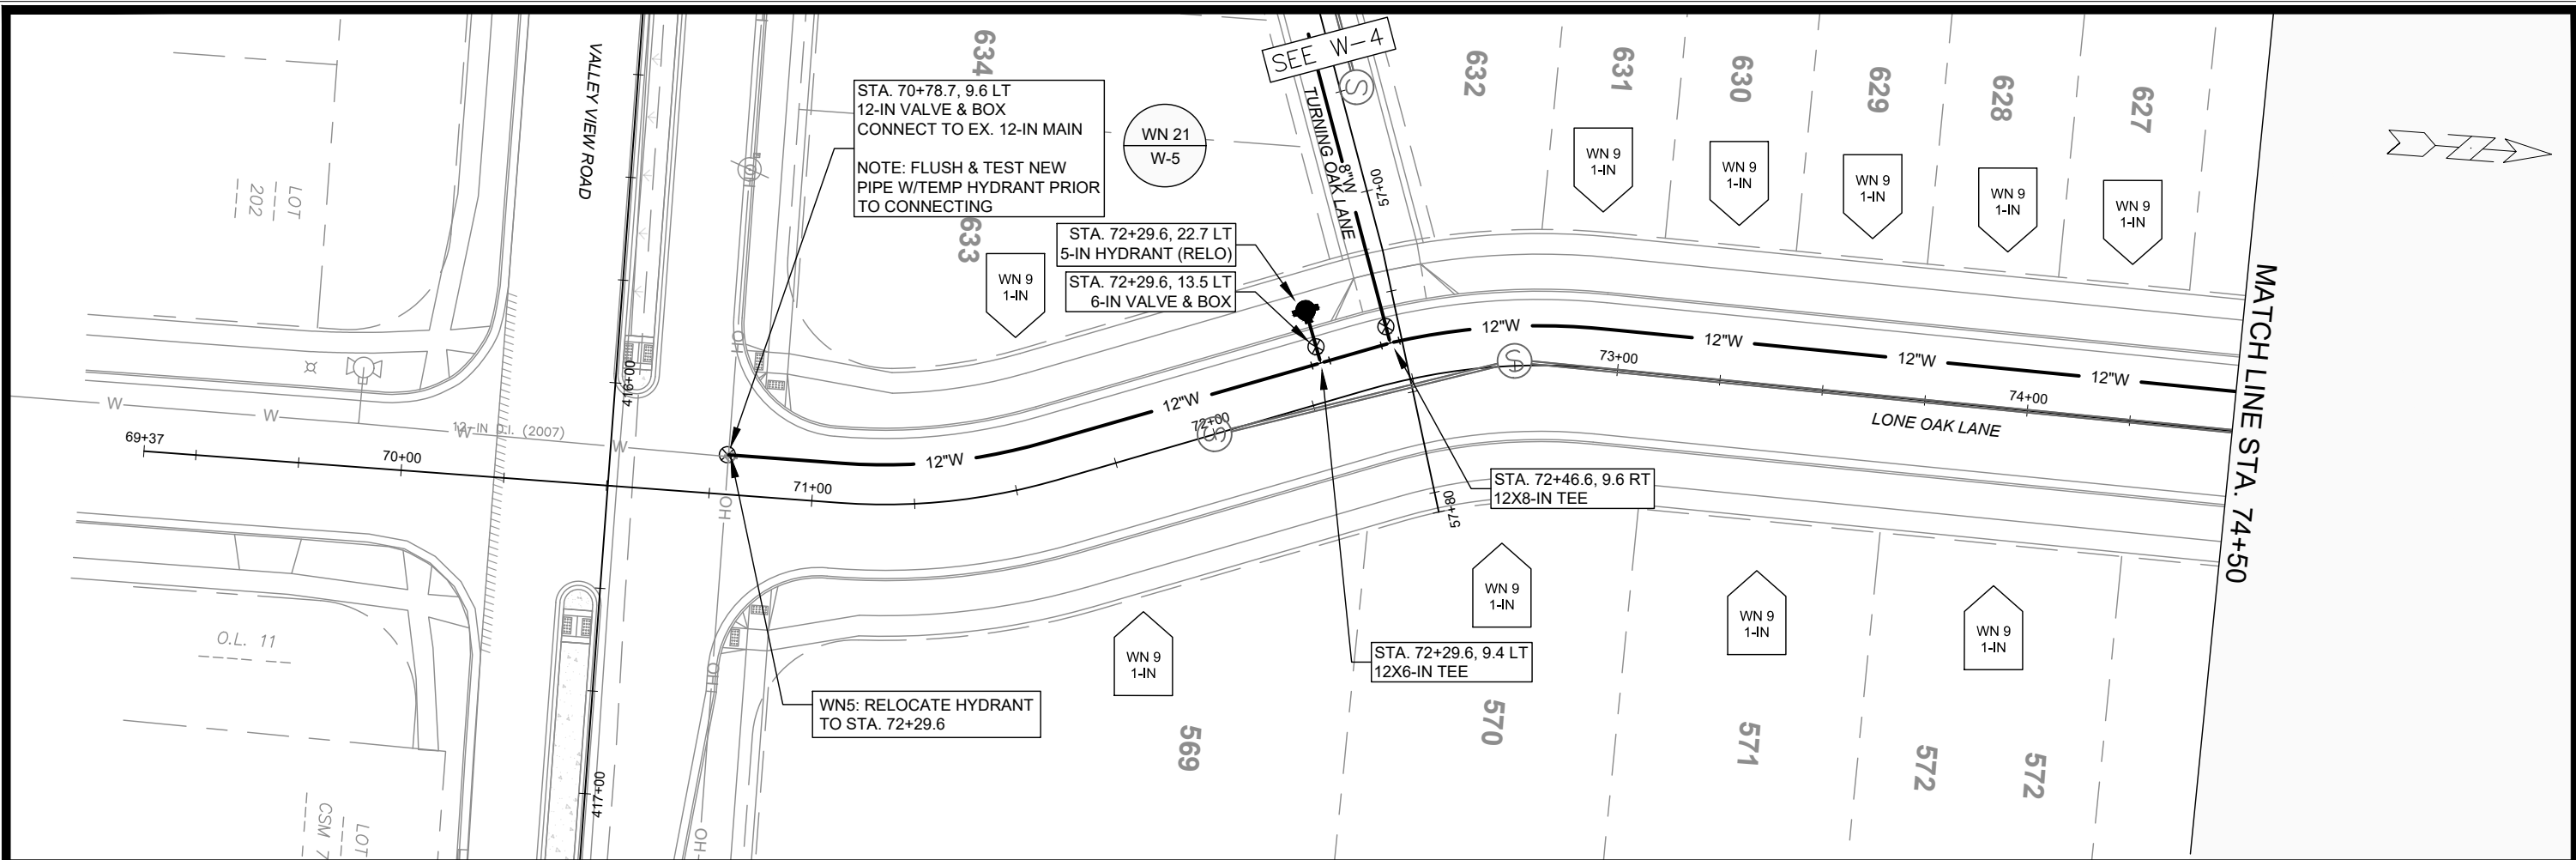 VALLEY VIEW ROAD
LOT
202
634
633
STA. 70+78.7, 9.6 LT
12-IN VALVE & BOX
CONNECT TO EX. 12-IN MAIN
NOTE: FLUSH & TEST NEW
PIPE W/TEMP HYDRANT PRIOR
TO CONNECTING
WN 21
W-5
SEE W-4
S
TURNING OAK LANE
8"W
57+00
632
631
630
629
628
627
WN 9
1-IN
WN 9
1-IN
WN 9
1-IN
WN 9
1-IN
WN 9
1-IN
WN 9
1-IN
STA. 72+29.6, 22.7 LT
5-IN HYDRANT (RELO)
STA. 72+29.6, 13.5 LT
6-IN VALVE & BOX
MATCH LINE STA. 74+50
OH
416+00
W
W
W
W
12-IN D.I. (2007)
69+37
70+00
71+00
72+00
73+00
74+00
12"W
12"W
12"W
12"W
12"W
12"W
LONE OAK LANE
OH
STA. 72+46.6, 9.6 RT
12X8-IN TEE
57+80
O.L. 11
OH
WN 9
1-IN
WN 9
1-IN
WN 9
1-IN
WN 9
1-IN
STA. 72+29.6, 9.4 LT
12X6-IN TEE
WN5: RELOCATE HYDRANT
TO STA. 72+29.6
569
570
571
572
572
417+00
LOT
CSM 7
OH